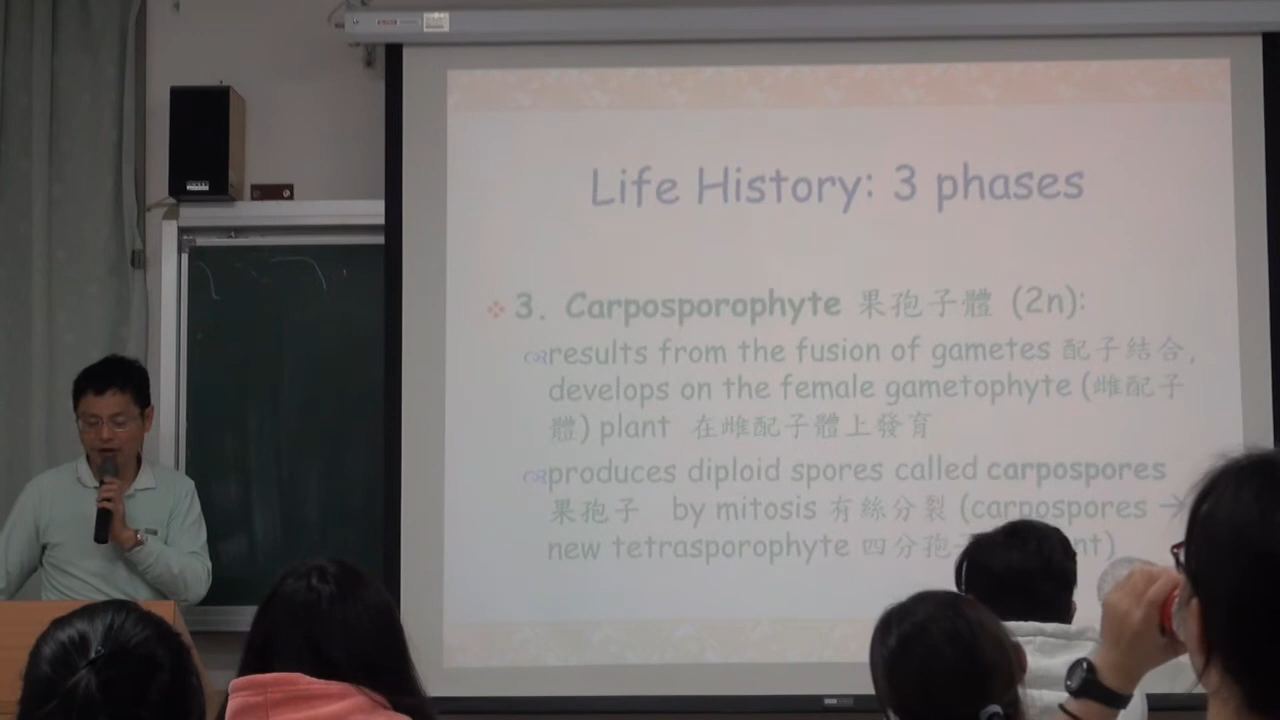 Life History: 3 phases
3. Carposporophyte 果孢子體 (2n):
results from the fusion of gametes 配子結合,
develops on the female gametophyte (雌配子
體) plant 在雌配子體上發育
produces diploid spores called carpospores
果孢子 by mitosis 有絲分裂 (carpospores →
new tetrasporophyte 四分孢子 nt)